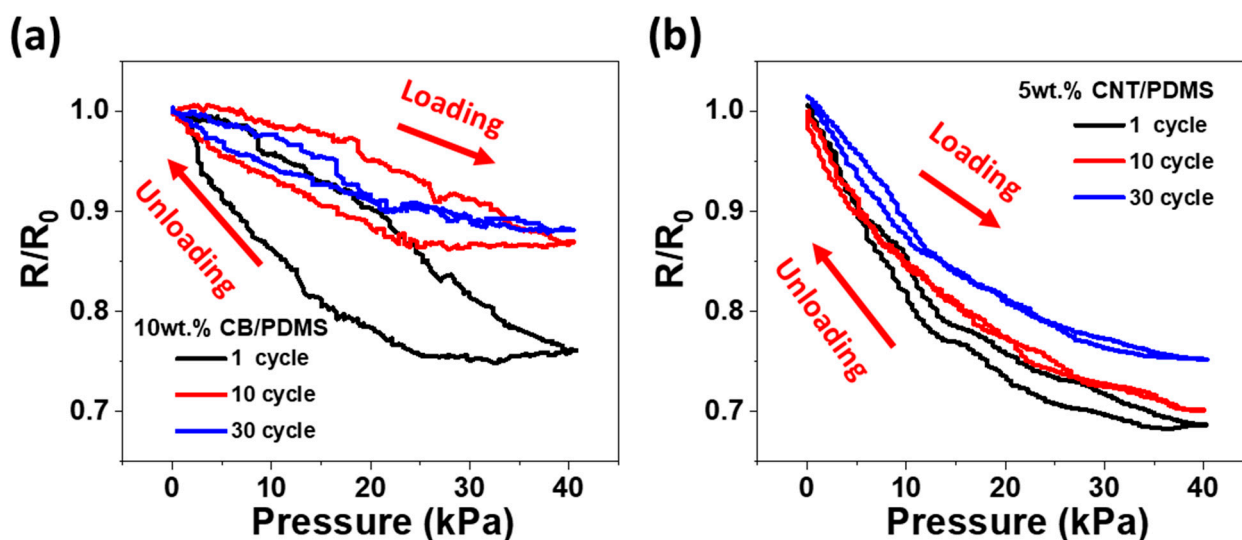 (a)
R/R0
1.0
0.9
0.8
0.7
Loading
Unloading
10wt.% CB/PDMS
1 cycle
10 cycle
30 cycle
0 10 20 30 40
Pressure (kPa)
(b)
R/R0
1.0
0.9
0.8
0.7
5wt.% CNT/PDMS
1 cycle
10 cycle
30 cycle
Loading
Unloading
0 10 20 30 40
Pressure (kPa)